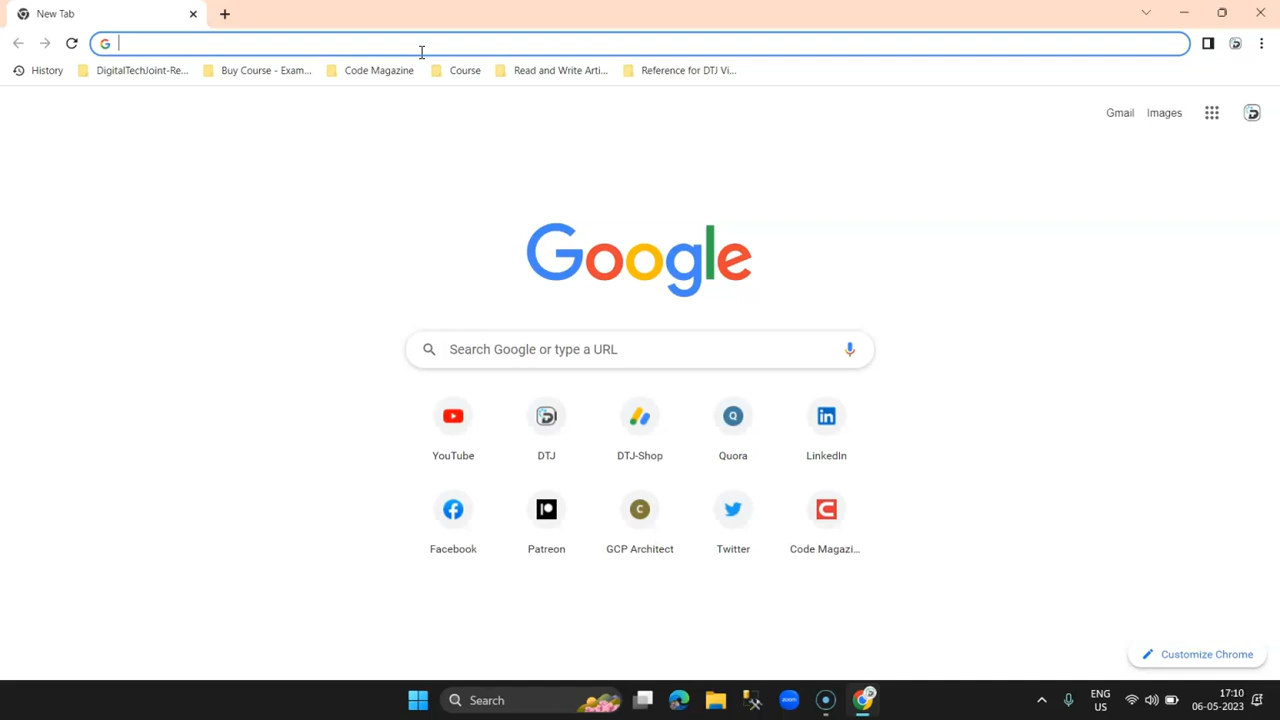 New Tab
History DigitalTechJoint-Re... Buy Course - Exam... Code Magazine Course Read and Write Arti... Reference for DTJ Vi...
Gmail Images
Google
Search Google or type a URL
YouTube DTJ DTJ-Shop Quora LinkedIn
Facebook Patreon GCP Architect Twitter Code Magazi...
Customize Chrome
Search zoom ENG US 17:10 06-05-2023